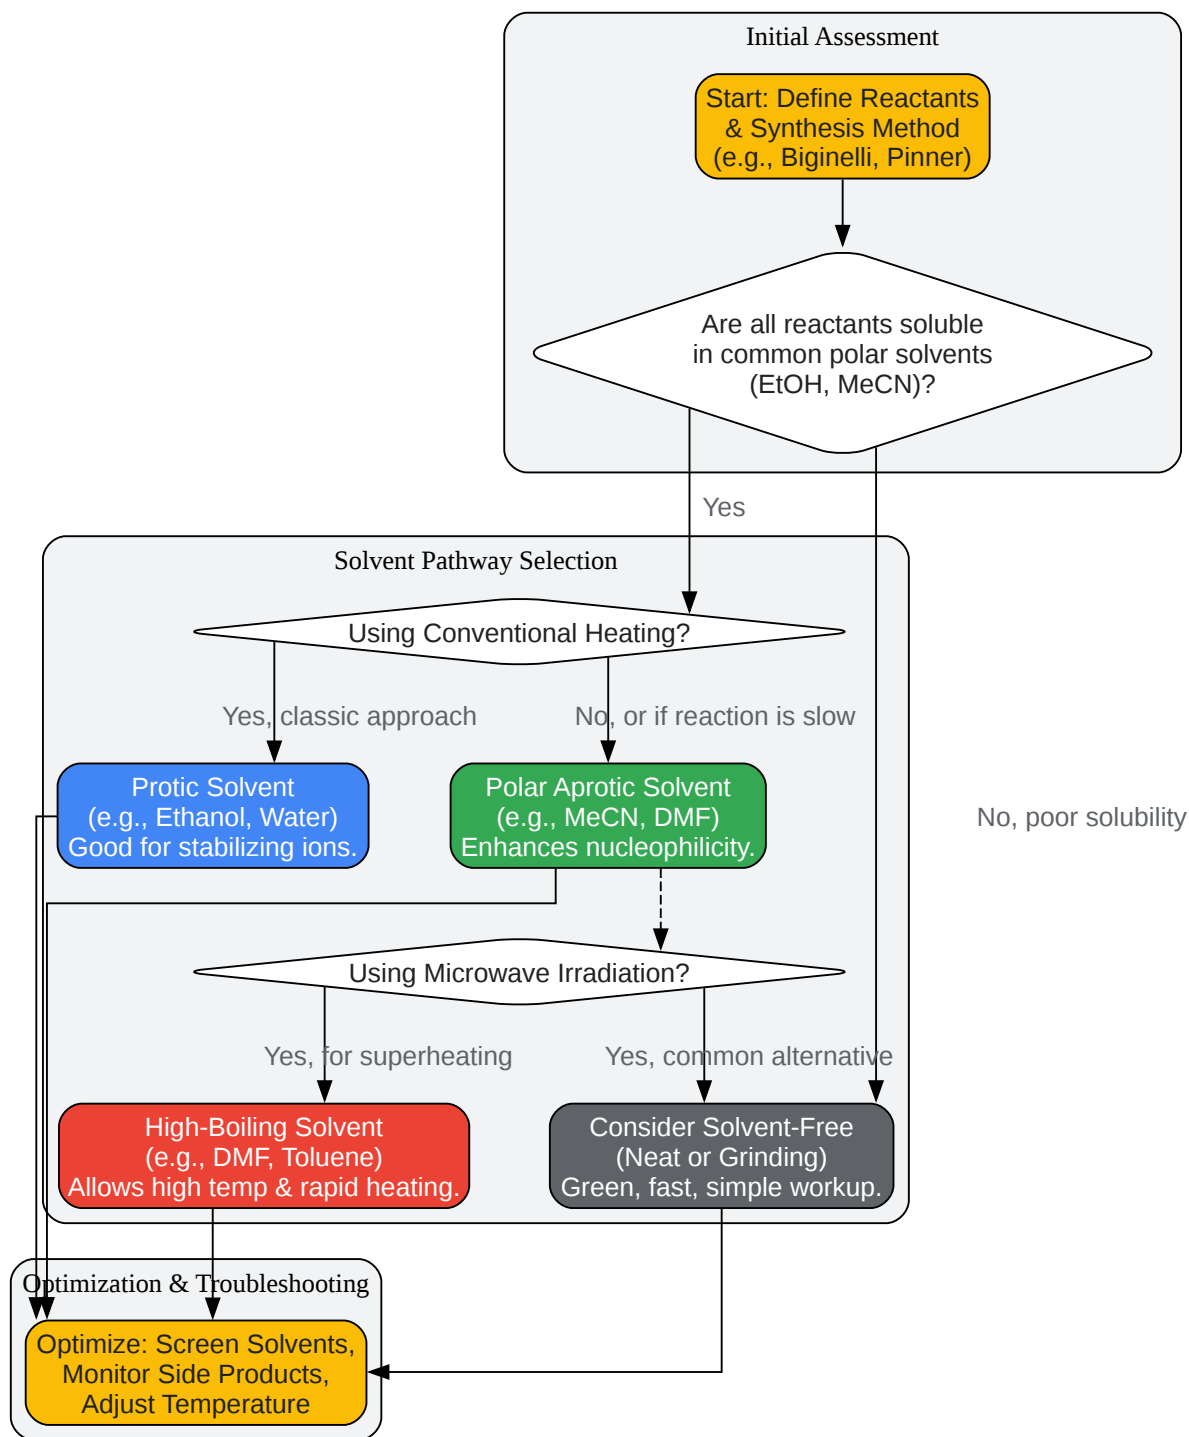 Initial Assessment
Start: Define Reactants
& Synthesis Method
(e.g., Biginelli, Pinner)
Are all reactants soluble
in common polar solvents
(EtOH, MeCN)?
Yes
Solvent Pathway Selection
Using Conventional Heating?
Yes, classic approach
No, or if reaction is slow
Protic Solvent
(e.g., Ethanol, Water)
Good for stabilizing ions.
Polar Aprotic Solvent
(e.g., MeCN, DMF)
Enhances nucleophilicity.
No, poor solubility
Using Microwave Irradiation?
Yes, for superheating
Yes, common alternative
High-Boiling Solvent
(e.g., DMF, Toluene)
Allows high temp & rapid heating.
Consider Solvent-Free
(Neat or Grinding)
Green, fast, simple workup.
Optimization & Troubleshooting
Optimize: Screen Solvents,
Monitor Side Products,
Adjust Temperature